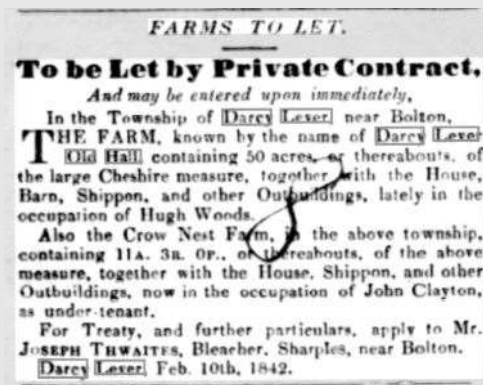 FARMS TO LET.
To be Let by Private Contract,
And may be entered upon immediately,
In the Township of Darcy Lever near Bolton,
THE FARM, known by the name of Darcy Lever
Old Hall containing 50 acres, or thereabouts, of
the large Cheshire measure, together with the House,
Barn, Shippon, and other Outbuildings, lately in the
occupation of Hugh Woods.
Also the Crow Nest Farm, in the above township,
containing 11A. 3R. 0P., or thereabouts, of the above
measure, together with the House, Shippon, and other
Outbuildings, now in the occupation of John Clayton,
as under-tenant.
For Treaty, and further particulars, apply to Mr.
JOSEPH THWAITES, Bleacher, Sharples, near Bolton.
Darcy Lever, Feb. 10th, 1842.